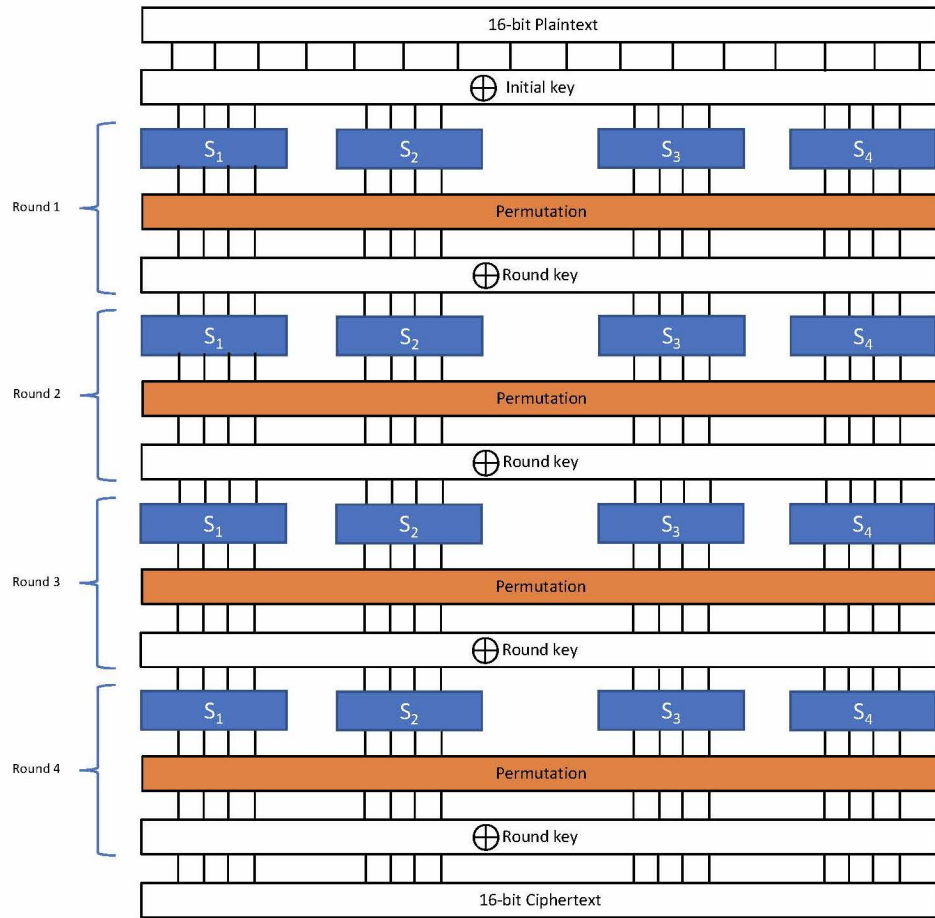 16-bit Plaintext
Initial key
S1 S2 S3 S4
Round 1
Permutation
Round key
S1 S2 S3 S4
Round 2
Permutation
Round key
S1 S2 S3 S4
Round 3
Permutation
Round key
S1 S2 S3 S4
Round 4
Permutation
Round key
16-bit Ciphertext